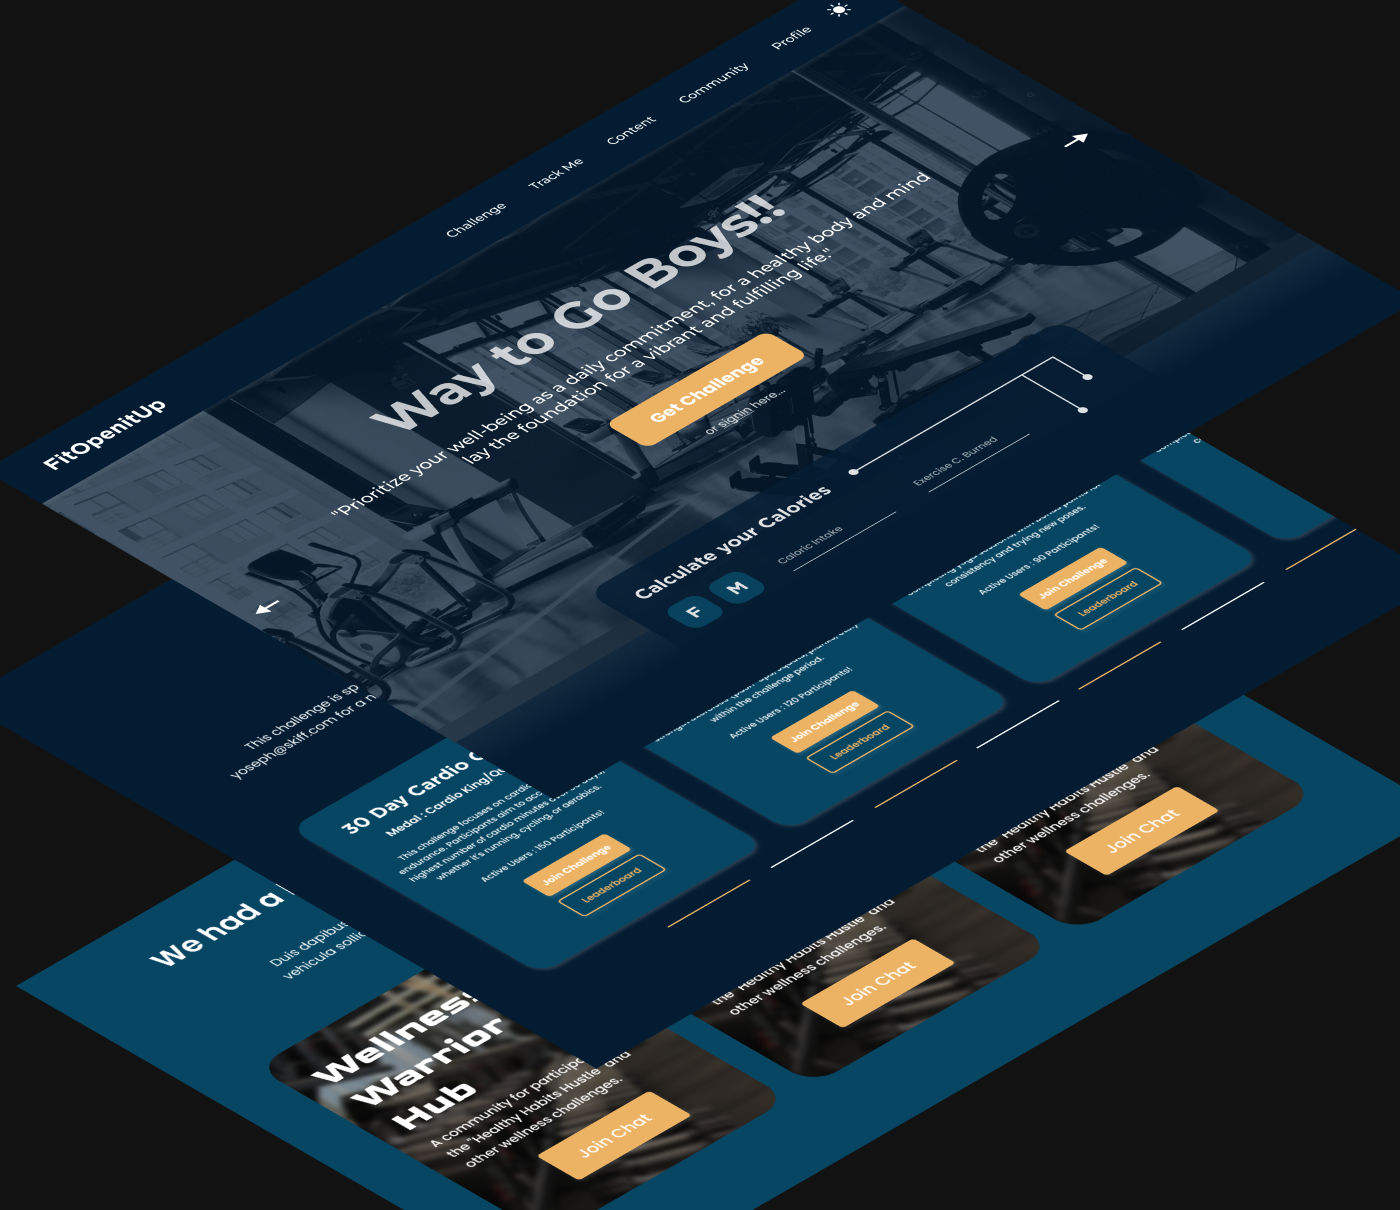 FitOpenitUp
Challenge
Track Me
Content
Community
Profile
Way to Go Boys!!
"Prioritize your well-being as a daily commitment, for a healthy body and mind
lay the foundation for a vibrant and fulfilling life."
Get Challenge
or signin here...
Calculate your Calories
F
M
Caloric Intake
Exercise C. Burned
This challenge is sp
yoseph@skiff.com for a n
30 Day Cardio
Medal : Cardio King/Qu
This challenge focuses on cardio
endurance. Participants aim to acc
highest number of cardio minutes over 30 days,
whether it's running, cycling, or aerobics.
Active Users : 150 Participants!
Join Challenge
Leaderboard
within the challenge period.
Active Users : 120 Participants!
Join Challenge
Leaderboard
consistency and trying new poses.
Active Users : 90 Participants!
Join Challenge
Leaderboard
We had a
Duis dapibus
vehicula sollic
Wellness
Warrior
Hub
A community for participa
the "Healthy Habits Hustle" and
other wellness challenges.
Join Chat
the "Healthy Habits Hustle" and
other wellness challenges.
Join Chat
the "Healthy Habits Hustle" and
other wellness challenges.
Join Chat